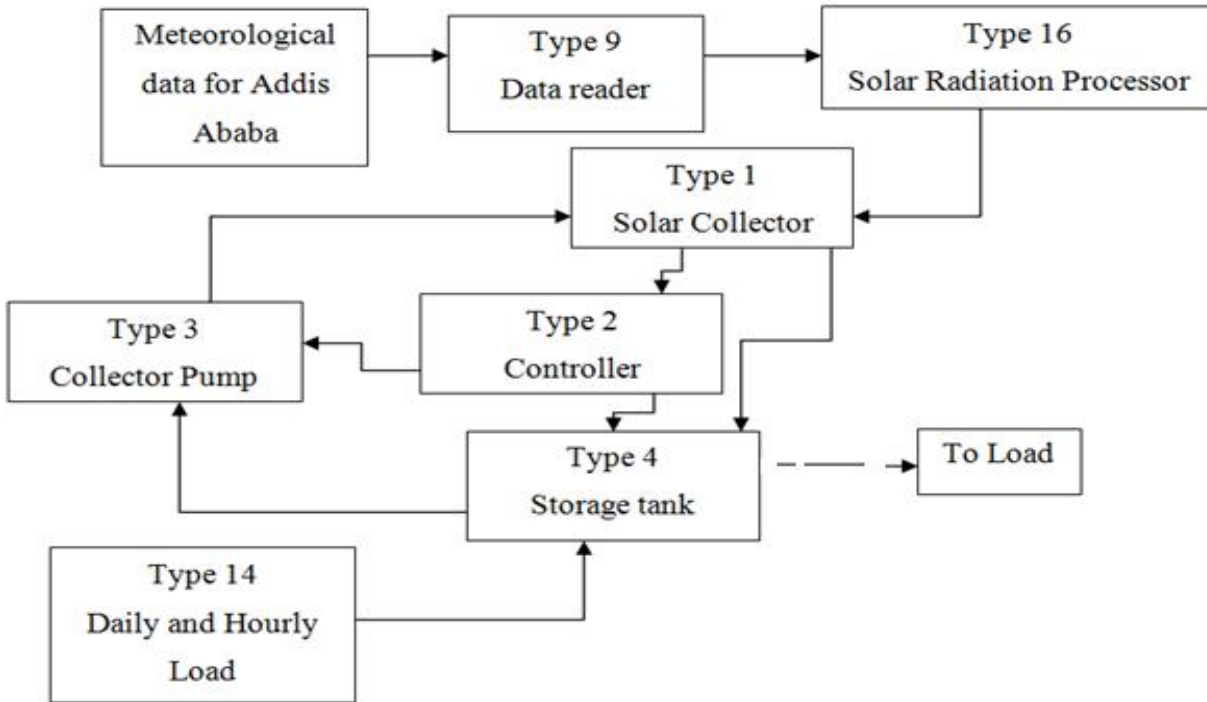 Meteorological
data for Addis
Ababa
Type 9
Data reader
Type 16
Solar Radiation Processor
Type 1
Solar Collector
Type 3
Collector Pump
Type 2
Controller
Type 4
Storage tank
To Load
Type 14
Daily and Hourly
Load